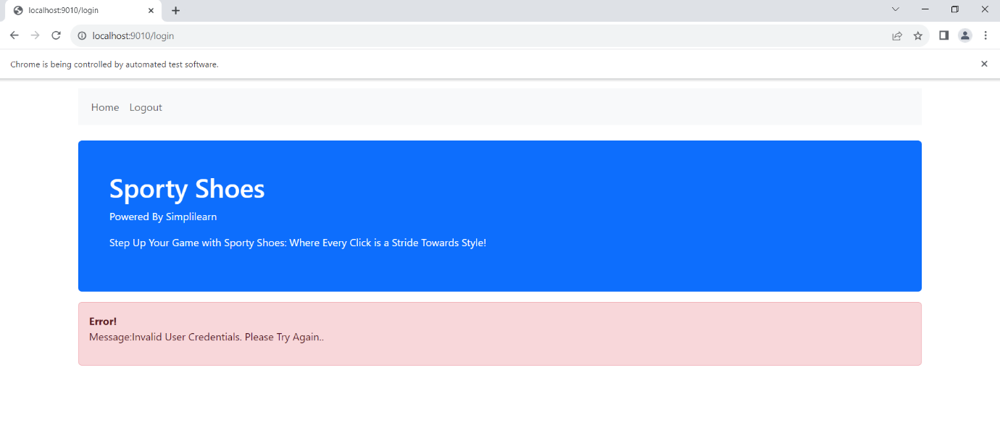 localhost:9010/login
localhost:9010/login
Chrome is being controlled by automated test software.
Home Logout
Sporty Shoes
Powered By Simplilearn
Step Up Your Game with Sporty Shoes: Where Every Click is a Stride Towards Style!
Error!
Message:Invalid User Credentials. Please Try Again..